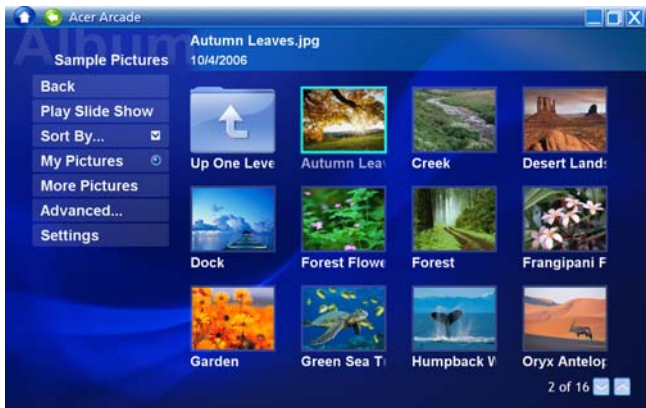 Acer Arcade
Album
Autumn Leaves.jpg
Sample Pictures
10/4/2006
Back
Play Slide Show
Sort By...
My Pictures
More Pictures
Advanced...
Settings
Up One Leve
Autumn Lea
Creek
Desert Lands
Dock
Forest Flowe
Forest
Frangipani F
Garden
Green Sea T
Humpback W
Oryx Antelop
2 of 16